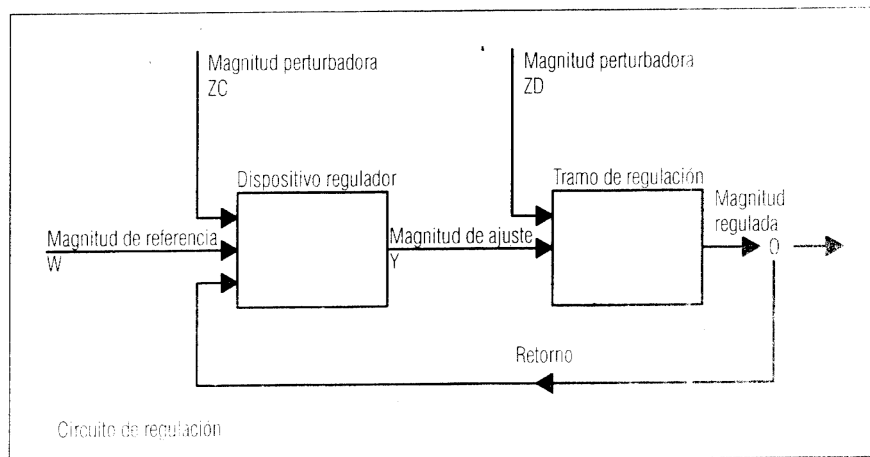 Magnitud perturbadora
ZC
Magnitud perturbadora
ZD
Dispositivo regulador
Tramo de regulación
Magnitud
regulada
Magnitud de referencia
W
Magnitud de ajuste
Y
0
Retorno
Circuito de regulación